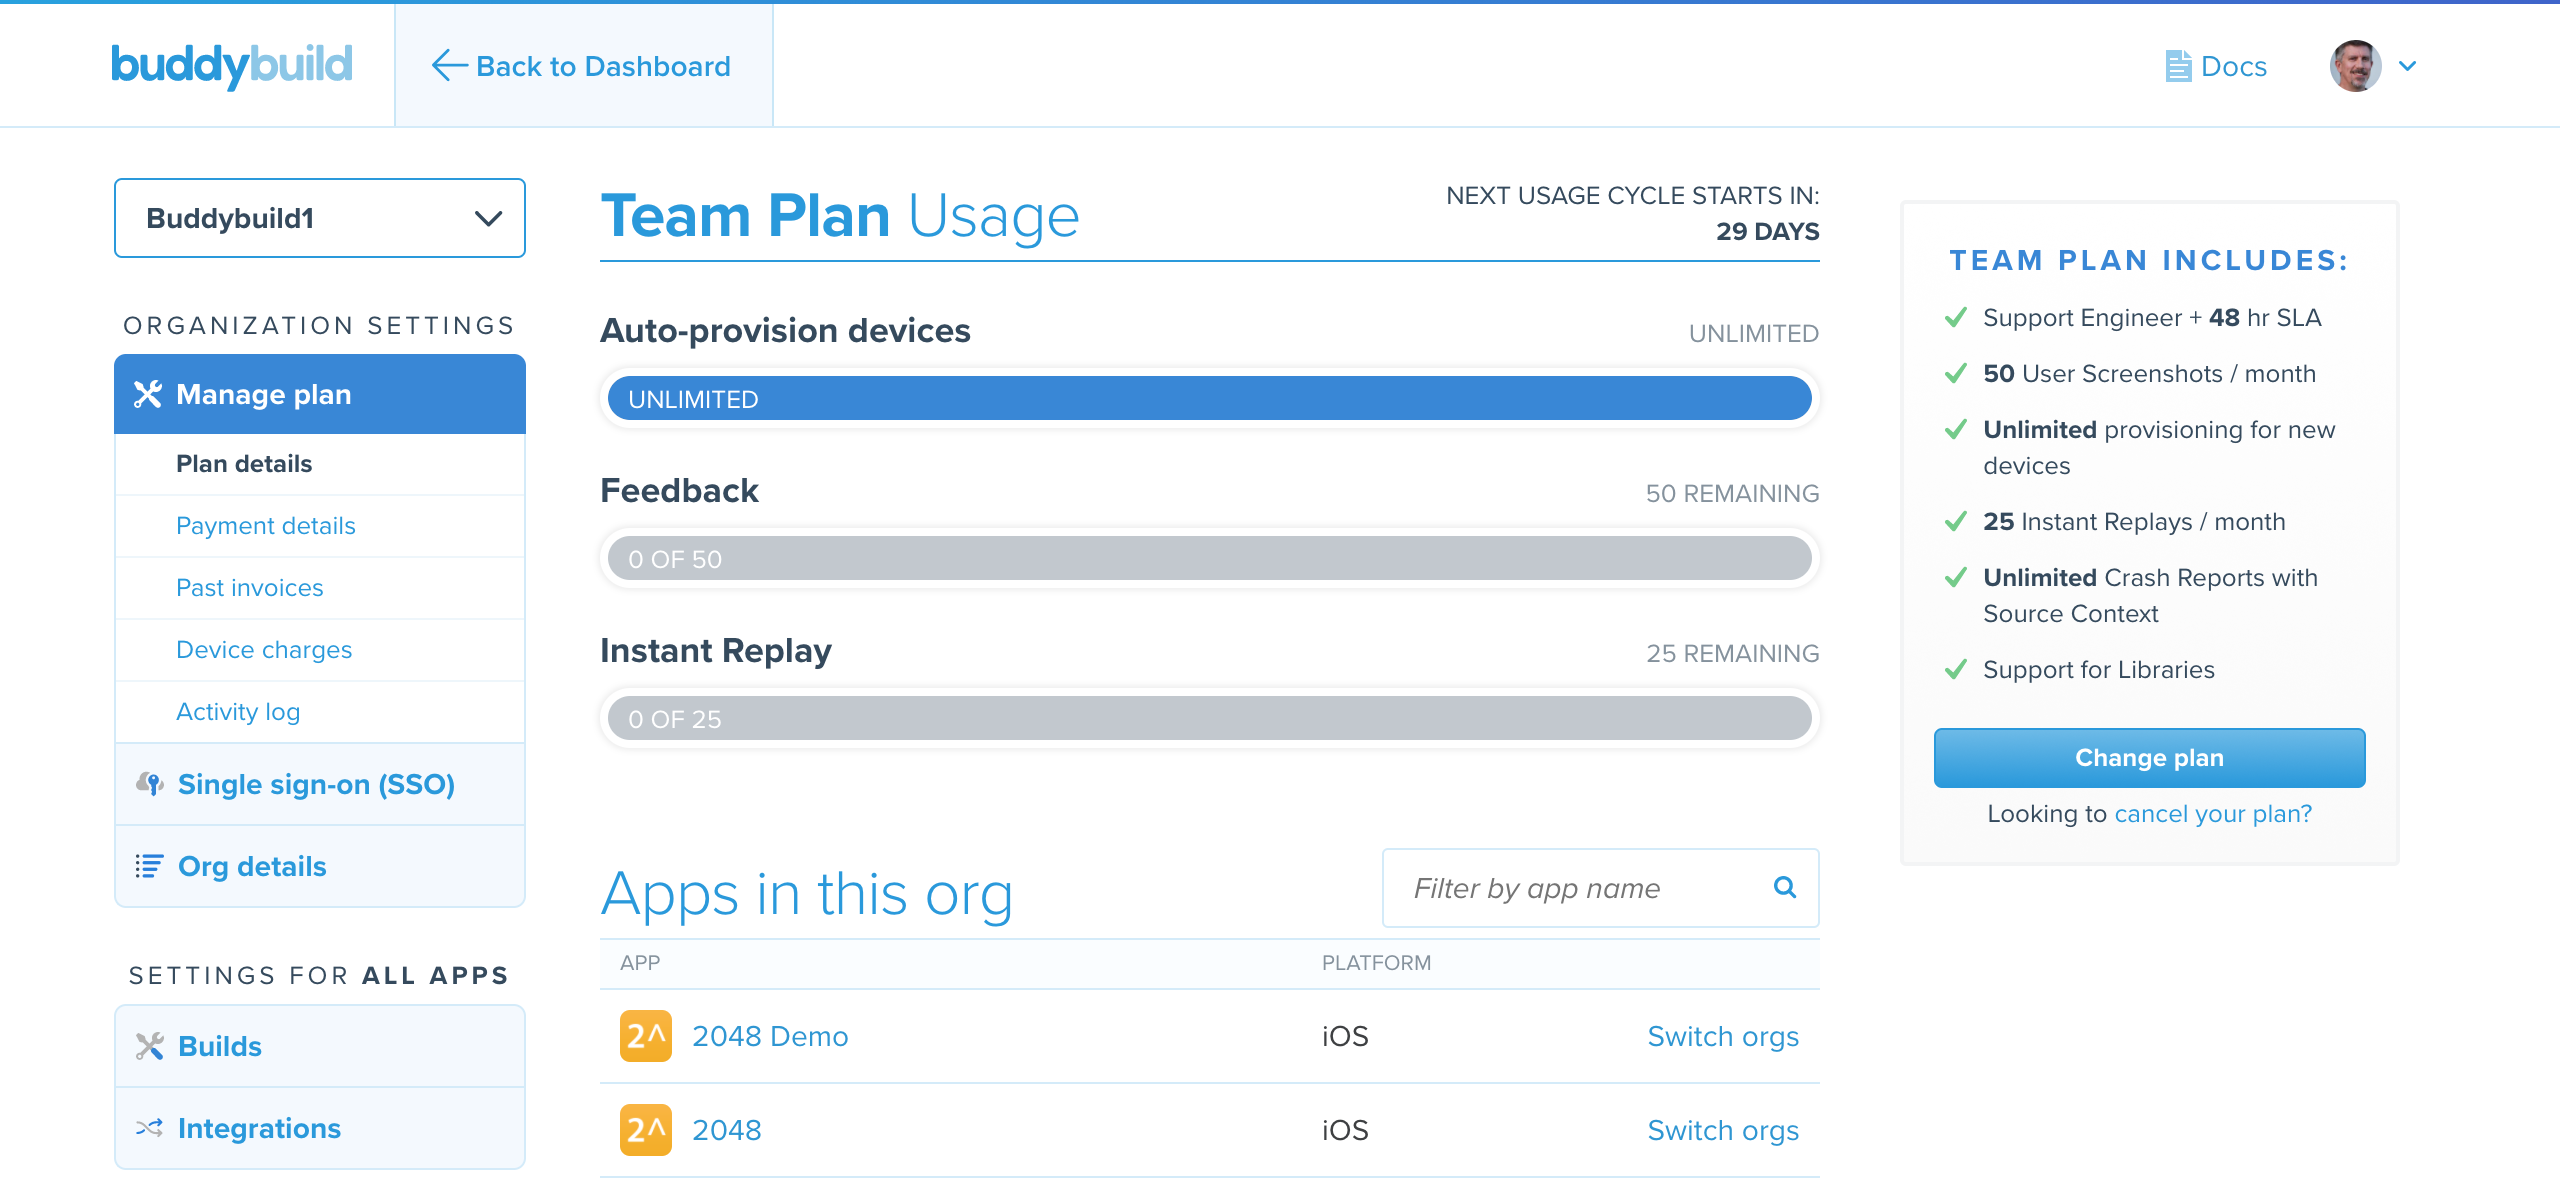 buddybuild
Back to Dashboard
Docs
Buddybuild1
ORGANIZATION SETTINGS
Manage plan
Plan details
Payment details
Past invoices
Device charges
Activity log
Single sign-on (SSO)
Org details
SETTINGS FOR ALL APPS
Builds
Integrations
Team Plan Usage
NEXT USAGE CYCLE STARTS IN:
29 DAYS
Auto-provision devices
UNLIMITED
UNLIMITED
Feedback
50 REMAINING
0 OF 50
Instant Replay
25 REMAINING
0 OF 25
Apps in this org
Filter by app name
APP PLATFORM
2^ 2048 Demo iOS Switch orgs
2^ 2048 iOS Switch orgs
TEAM PLAN INCLUDES:
Support Engineer + 48 hr SLA
50 User Screenshots / month
Unlimited provisioning for new
devices
25 Instant Replays / month
Unlimited Crash Reports with
Source Context
Support for Libraries
Change plan
Looking to cancel your plan?